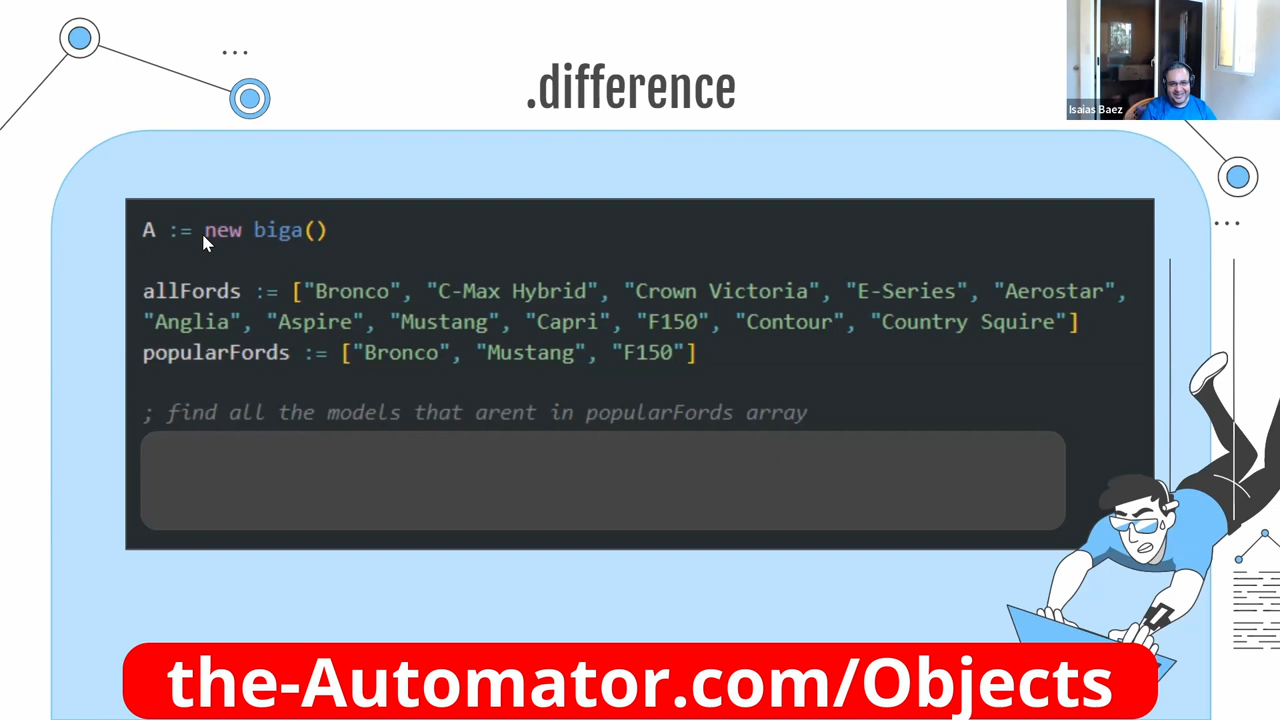 .difference
Isaias Baez
A := new biga()
allFords := ["Bronco", "C-Max Hybrid", "Crown Victoria", "E-Series", "Aerostar",
"Anglia", "Aspire", "Mustang", "Capri", "F150", "Contour", "Country Squire"]
popularFords := ["Bronco", "Mustang", "F150"]
; find all the models that arent in popularFords array
the-Automator.com/Objects